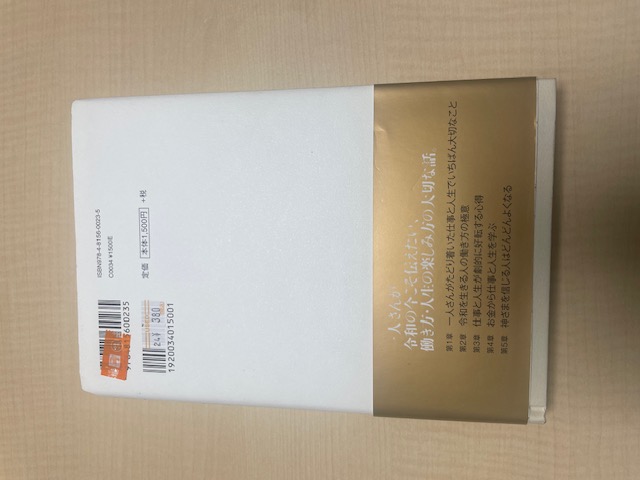 一人さんが
令和の今こそ伝えたい、
働き方・人生の楽しみ方の大切な話
第1章 一人さんがたどり着いた仕事と人生でいちばん大切なこと
第2章 令和を生きる人の働き方の極意
第3章 仕事と人生が劇的に好転する心得
第4章 お金から仕事と人生を学ぶ
第5章 神さまを信じる人はどんどんよくなる
ISBN978-4-8156-0023-5
C0034 ¥1500E
定価 本体1,500円 +税
600235
24¥ 380
1920034015001